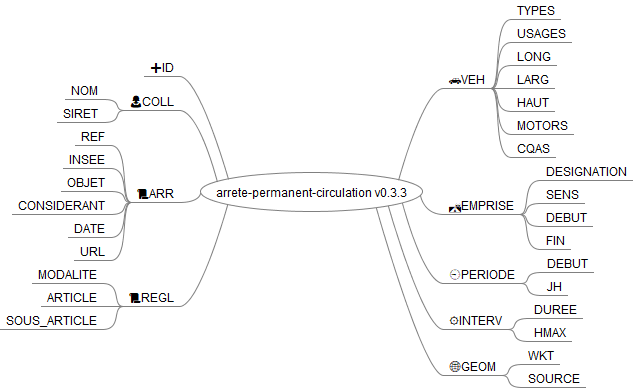 arrete-permanent-circulation v0.3.3
ID
COLL
NOM
SIRET
ARR
REF
INSEE
OBJET
CONSIDERANT
DATE
URL
REGL
MODALITE
ARTICLE
SOUS_ARTICLE
VEH
TYPES
USAGES
LONG
LARG
HAUT
MOTORS
CQAS
EMPRISE
DESIGNATION
SENS
DEBUT
FIN
PERIODE
DEBUT
JH
INTERV
DUREE
HMAX
GEOM
WKT
SOURCE